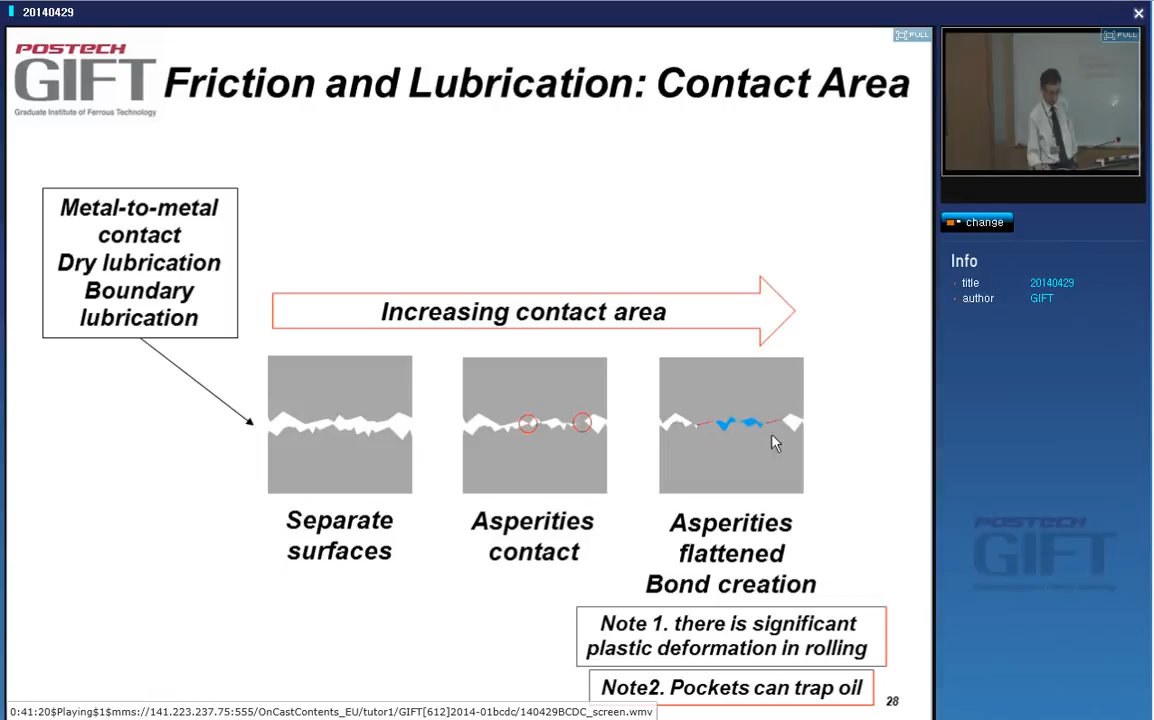 20140429
POSTECH
GIFT
Graduate Institute of Ferrous Technology
Friction and Lubrication: Contact Area
FULL
FULL
Metal-to-metal
contact
Dry lubrication
Boundary
lubrication
Increasing contact area
Separate
surfaces
Asperities
contact
Asperities
flattened
Bond creation
Note 1. there is significant
plastic deformation in rolling
Note2. Pockets can trap oil
28
change
Info
title 20140429
author GIFT
POSTECH
GIFT
0:41:20$Playing$1$mms://141.223.237.75:555/OnCastContents_EU/tutor1/GIFT[612]2014-01bcdc/140429BCDC_screen.wmv